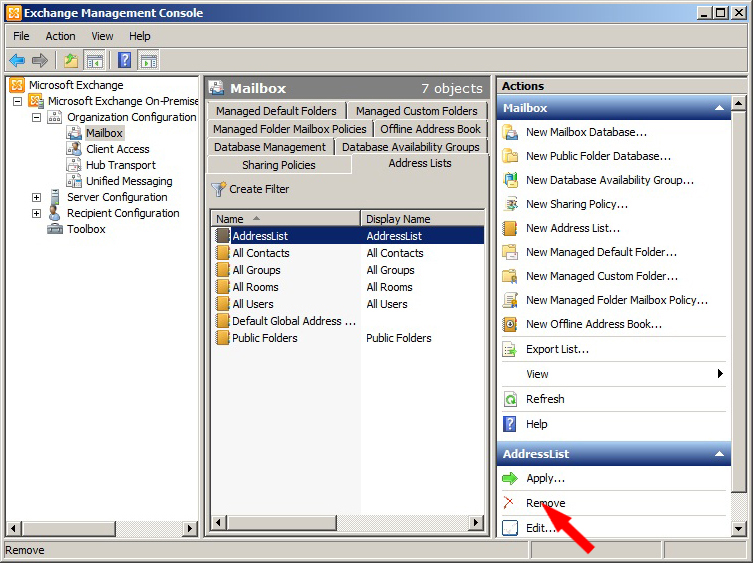 Exchange Management Console
File Action View Help
Microsoft Exchange
Microsoft Exchange On-Premise
Organization Configuration
Mailbox
Client Access
Hub Transport
Unified Messaging
Server Configuration
Recipient Configuration
Toolbox
Mailbox 7 objects
Managed Default Folders Managed Custom Folders
Managed Folder Mailbox Policies Offline Address Book
Database Management Database Availability Groups
Sharing Policies Address Lists
Create Filter
Name Display Name
AddressList AddressList
All Contacts All Contacts
All Groups All Groups
All Rooms All Rooms
All Users All Users
Default Global Address ...
Public Folders Public Folders
Actions
Mailbox
New Mailbox Database...
New Public Folder Database...
New Database Availability Group...
New Sharing Policy...
New Address List...
New Managed Default Folder...
New Managed Custom Folder...
New Managed Folder Mailbox Policy...
New Offline Address Book...
Export List...
View
Refresh
Help
AddressList
Apply...
Remove
Edit...
Remove